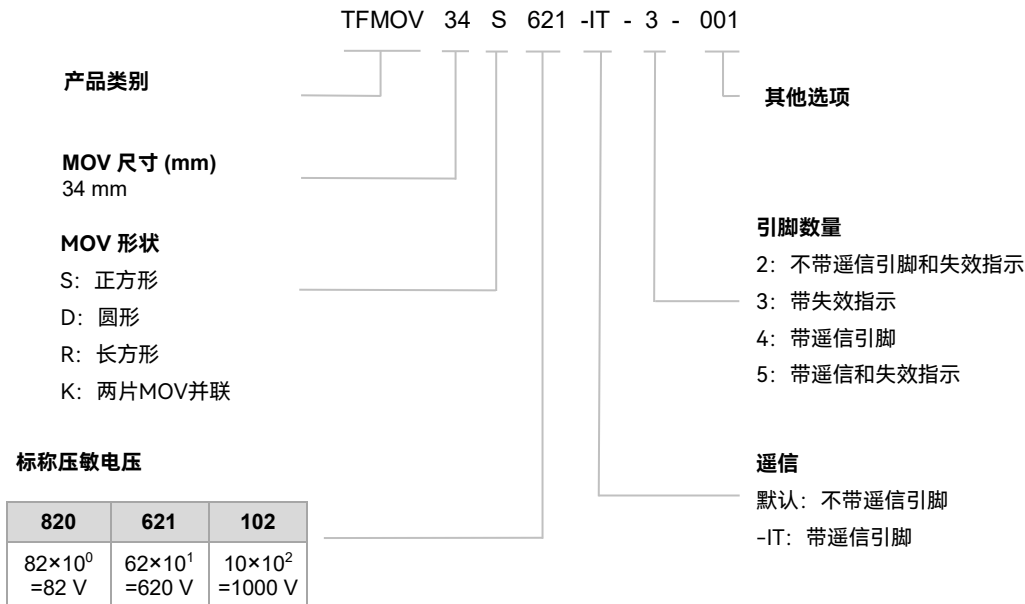 TFMOV 34 S 621 -IT - 3 - 001
产品类别
MOV 尺寸 (mm)
34 mm
MOV 形状
S：正方形
D：圆形
R：长方形
K：两片MOV并联
标称压敏电压
820 621 102
82×10⁰ 62×10¹ 10×10²
=82 V =620 V =1000 V
其他选项
引脚数量
2：不带遥信引脚和失效指示
3：带失效指示
4：带遥信引脚
5：带遥信和失效指示
遥信
默认：不带遥信引脚
-IT：带遥信引脚